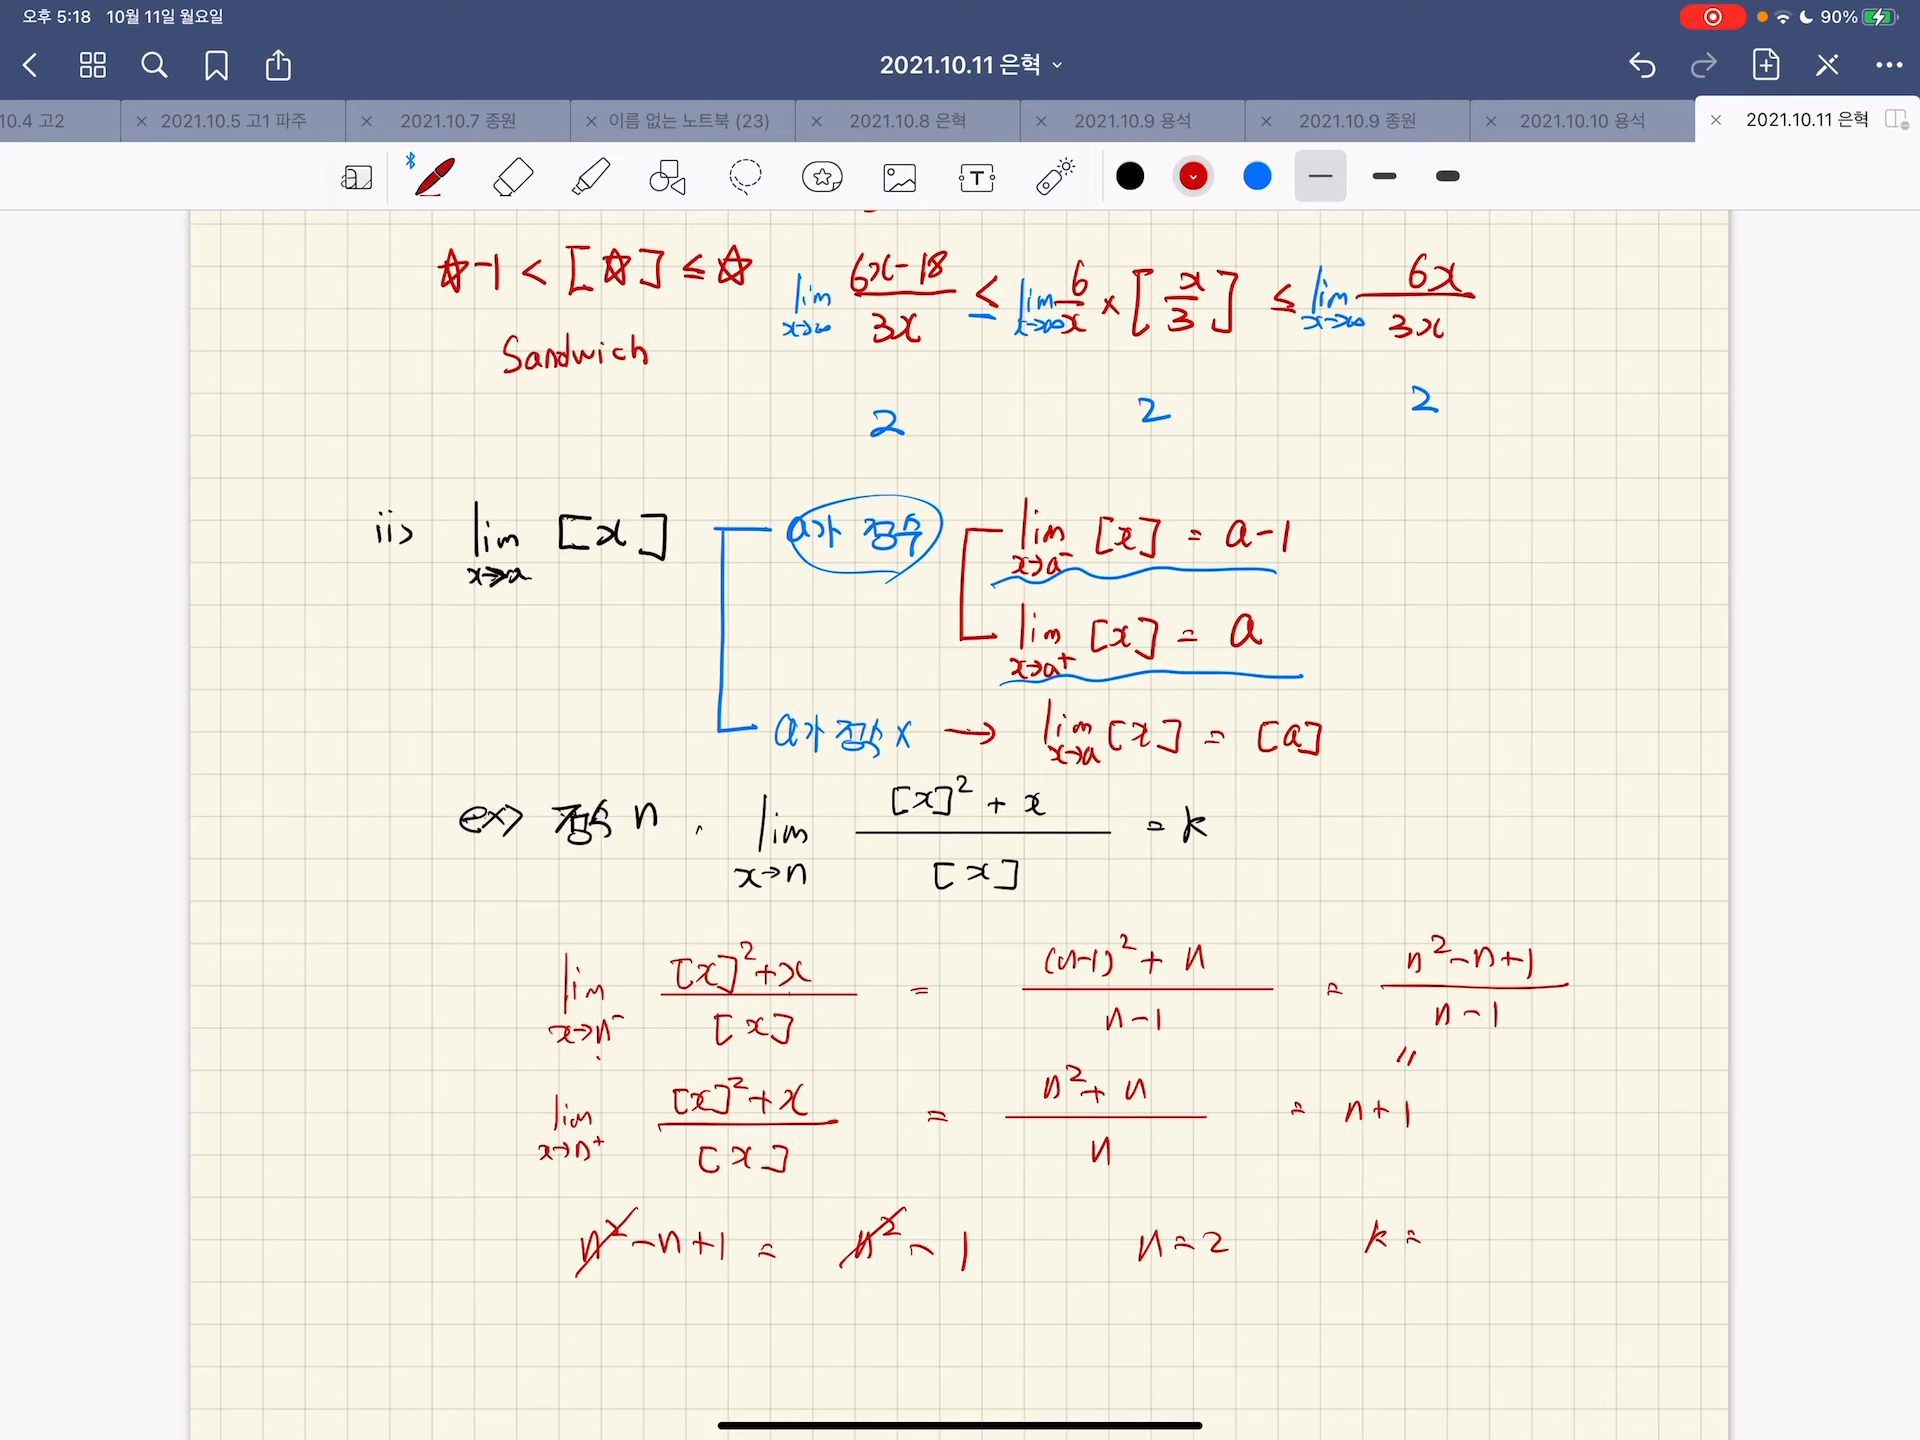 오후 5:18 10월 11일 월요일
90%
2021.10.11 은혁
10.4 고2
2021.10.5 고1 파주
2021.10.7 종원
이름 없는 노트북 (23)
2021.10.8 은혁
2021.10.9 용석
2021.10.9 종원
2021.10.10 용석
2021.10.11 은혁
☆-1 < [☆] ≤ ☆
lim x→∞ (6x-18)/(3x) ≤ lim x→∞ 6/x × [x/3] ≤ lim x→∞ 6x/3x
Sandwich
2 2 2
ii> lim x→a [x]
a가 정수
lim x→a⁻ [x] = a-1
lim x→a⁺ [x] = a
a가 정수 x → lim x→a [x] = [a]
ex> 정수 n . lim x→n ([x]² + x)/[x] = k
lim x→n⁻ ([x]²+x)/[x] = ((n-1)² + n)/(n-1) = (n²-n+1)/(n-1)
"
lim x→n⁺ ([x]²+x)/[x] = (n²+n)/n = n+1
n²-n+1 = n²-1 n=2 k=